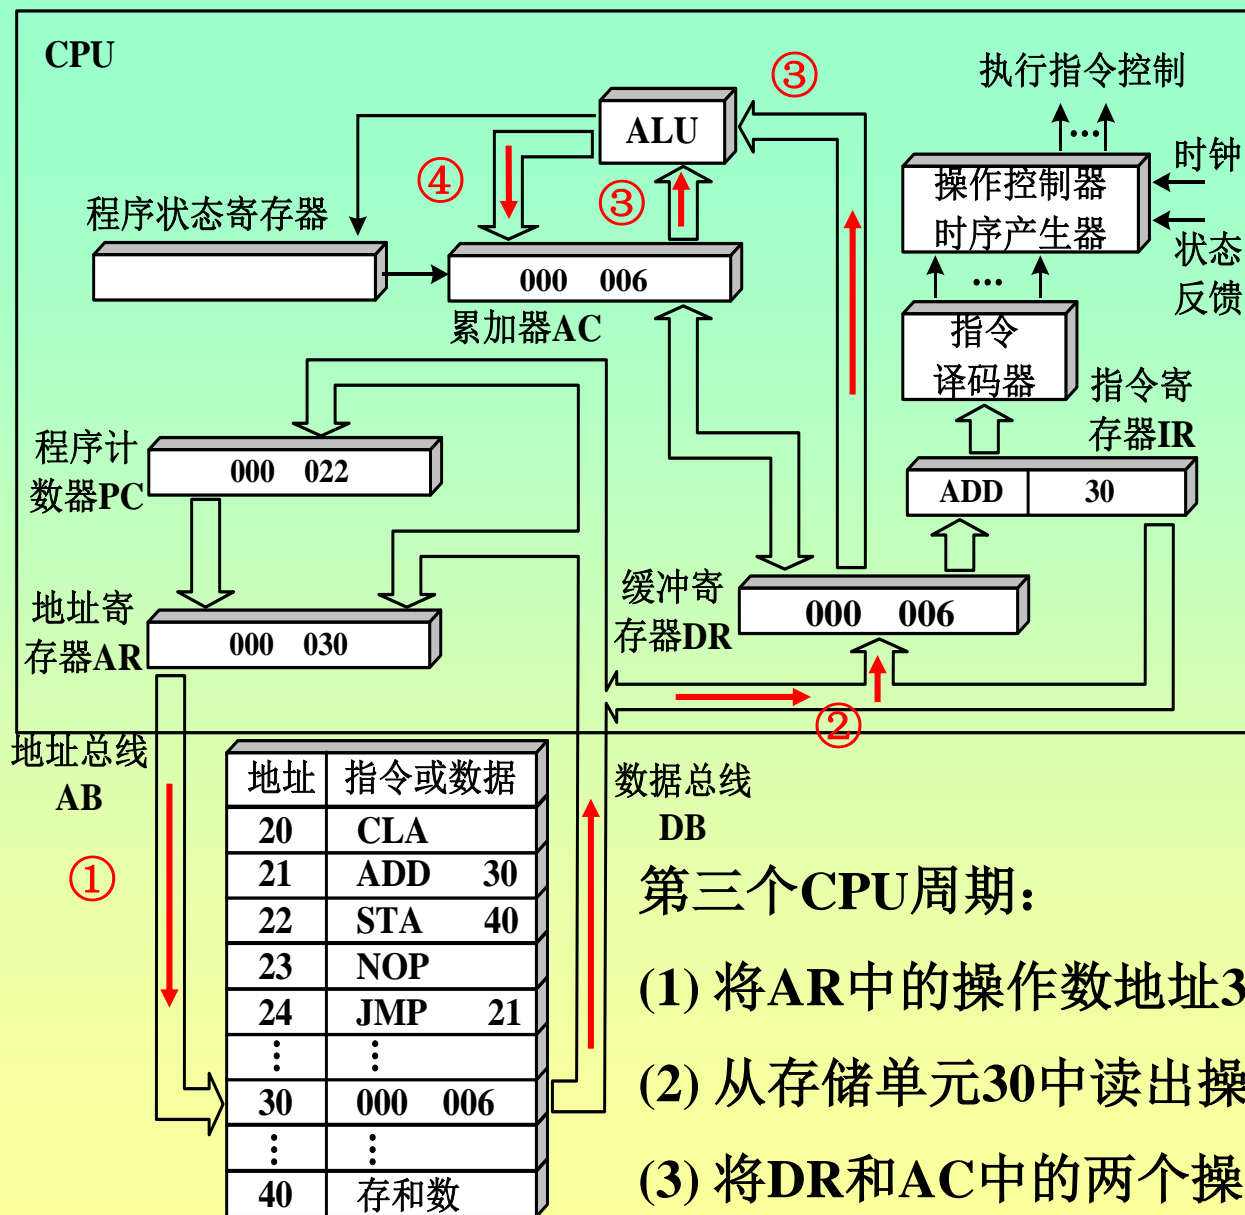 CPU
③
执行指令控制
ALU
...
时钟
④
③
操作控制器
时序产生器
程序状态寄存器
状态
反馈
000 006
...
累加器AC
指令
译码器
指令寄
存器IR
程序计
数器PC
000 022
ADD 30
地址寄
存器AR
000 030
缓冲寄
存器DR
000 006
②
地址总线
AB
数据总线
DB
①
地址 指令或数据
20 CLA
21 ADD 30
22 STA 40
23 NOP
24 JMP 21
⋮ ⋮
30 000 006
⋮ ⋮
40 存和数
第三个CPU周期：
(1) 将AR中的操作数地址3
(2) 从存储单元30中读出操
(3) 将DR和AC中的两个操